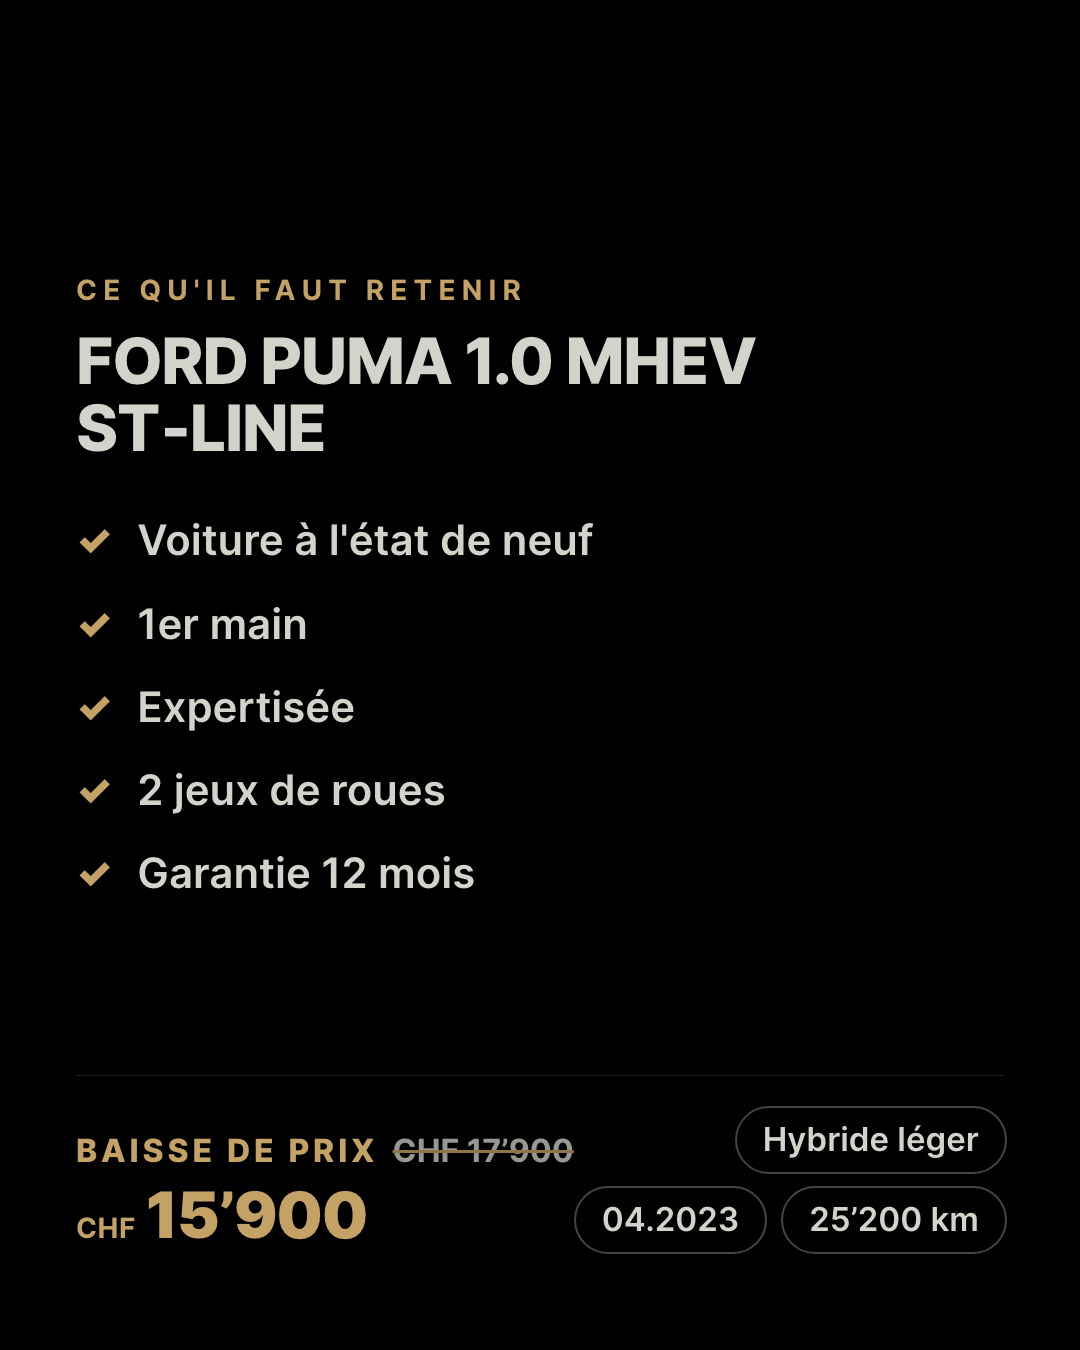 CE QU'IL FAUT RETENIR
FORD PUMA 1.0 MHEV
ST-LINE
Voiture à l'état de neuf
1er main
Expertisée
2 jeux de roues
Garantie 12 mois
BAISSE DE PRIX CHF 17’900
CHF 15’900
Hybride léger
04.2023 25’200 km